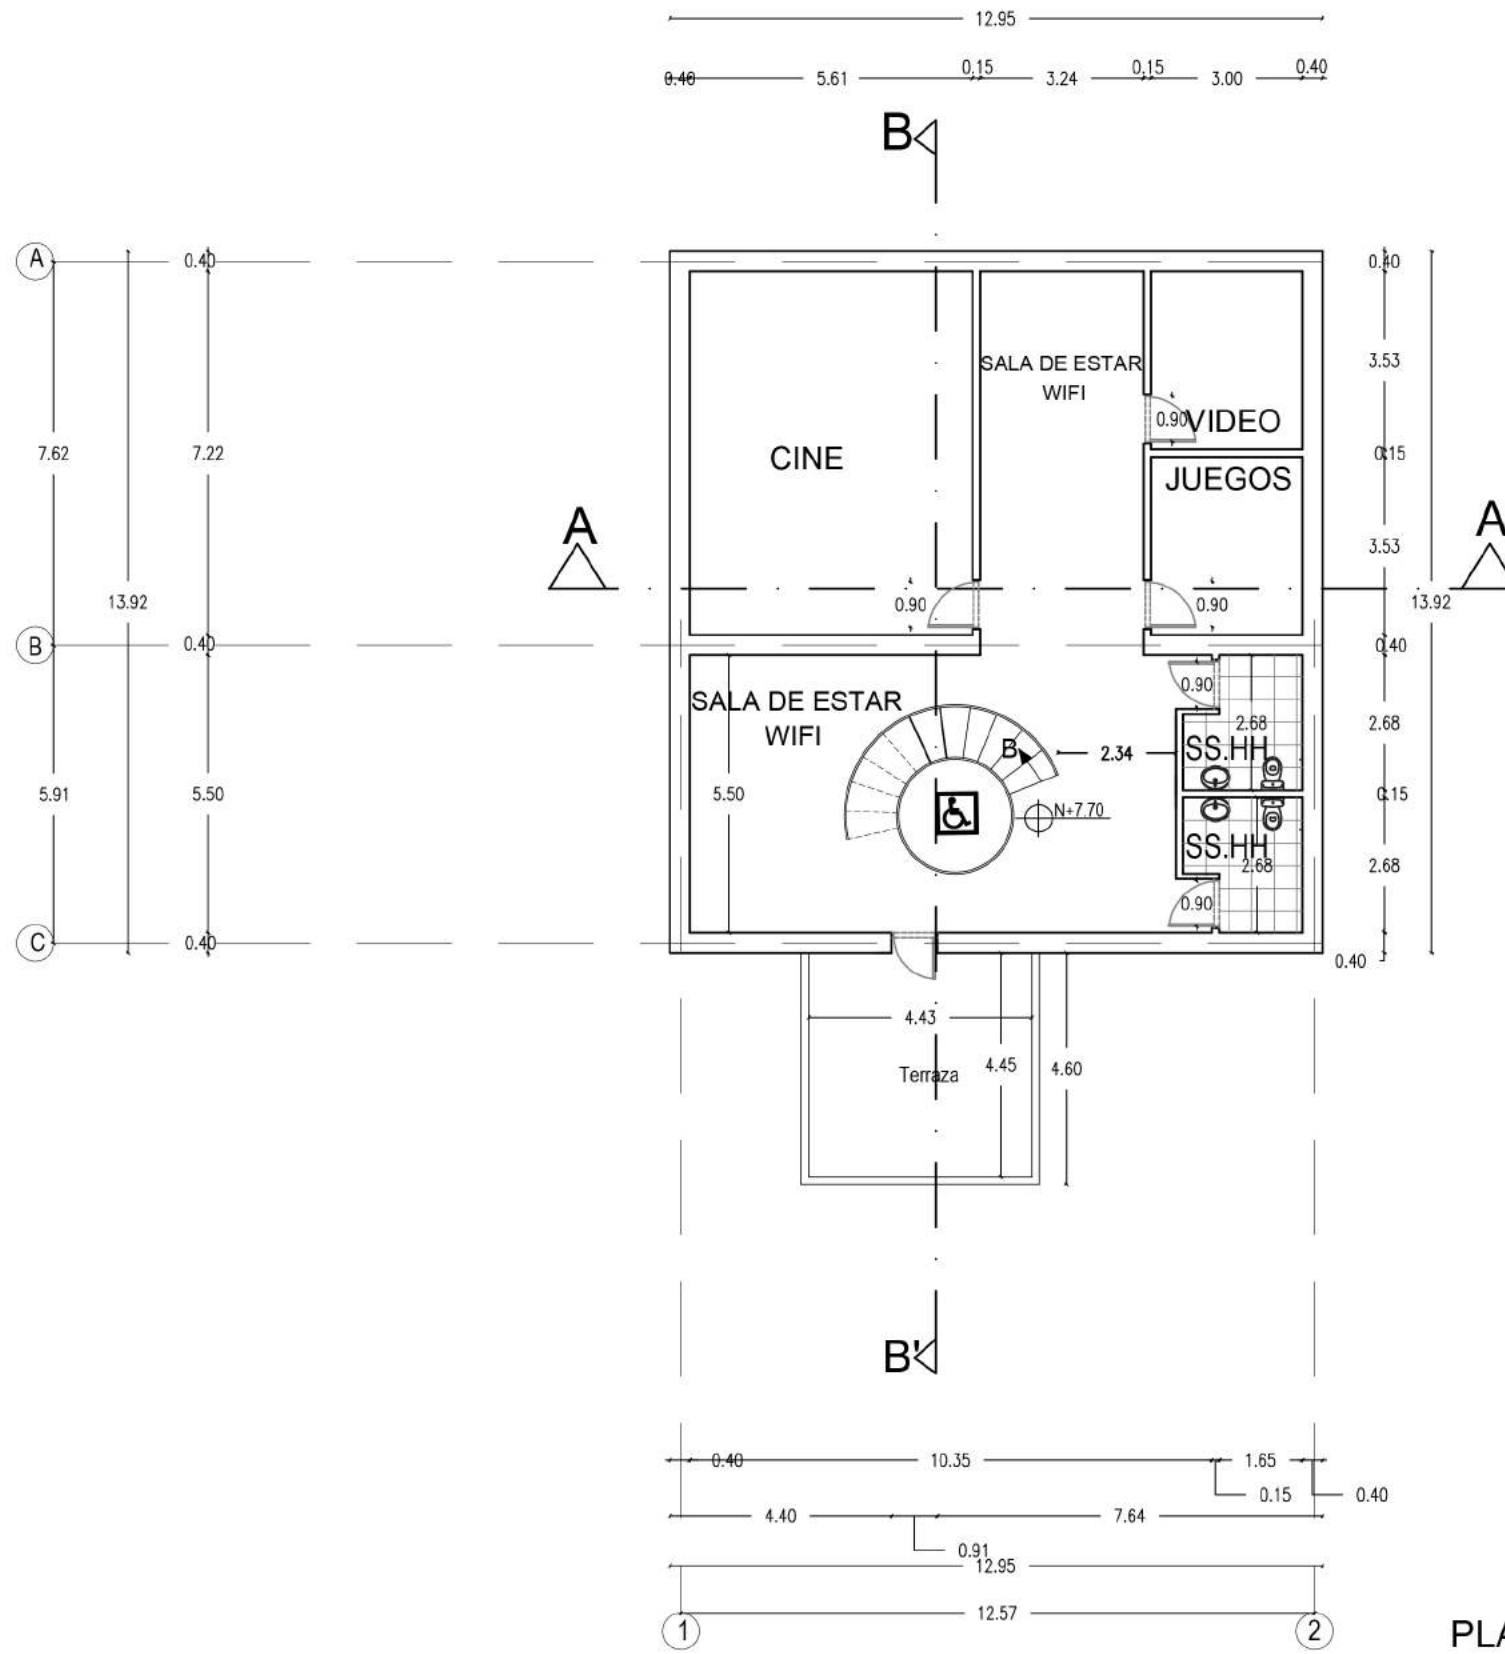 12.95
0.40 5.61 0.15 3.24 0.15 3.00 0.40
B
A 0.40 0.40
3.53
SALA DE ESTAR
WIFI
0.90 VIDEO
7.62 7.22 CINE 0.15
JUEGOS
A A
3.53
13.92 0.90 0.90 13.92
B 0.40 0.40
0.90
SALA DE ESTAR
WIFI
2.68 2.68
B 2.34 SS.HH
5.91 5.50 5.50 0.15
N+7.70
SS.HH
2.68 2.68
0.90
C 0.40 0.40
4.43
Terraza 4.45 4.60
B'
0.40 10.35 1.65
0.15 0.40
4.40 7.64
0.91
12.95
12.57
1 2
PLA